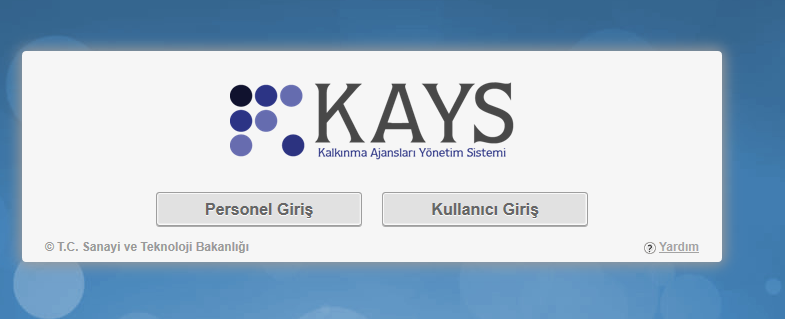 KAYS
Kalkınma Ajansları Yönetim Sistemi
Personel Giriş
Kullanıcı Giriş
© T.C. Sanayi ve Teknoloji Bakanlığı
? Yardım